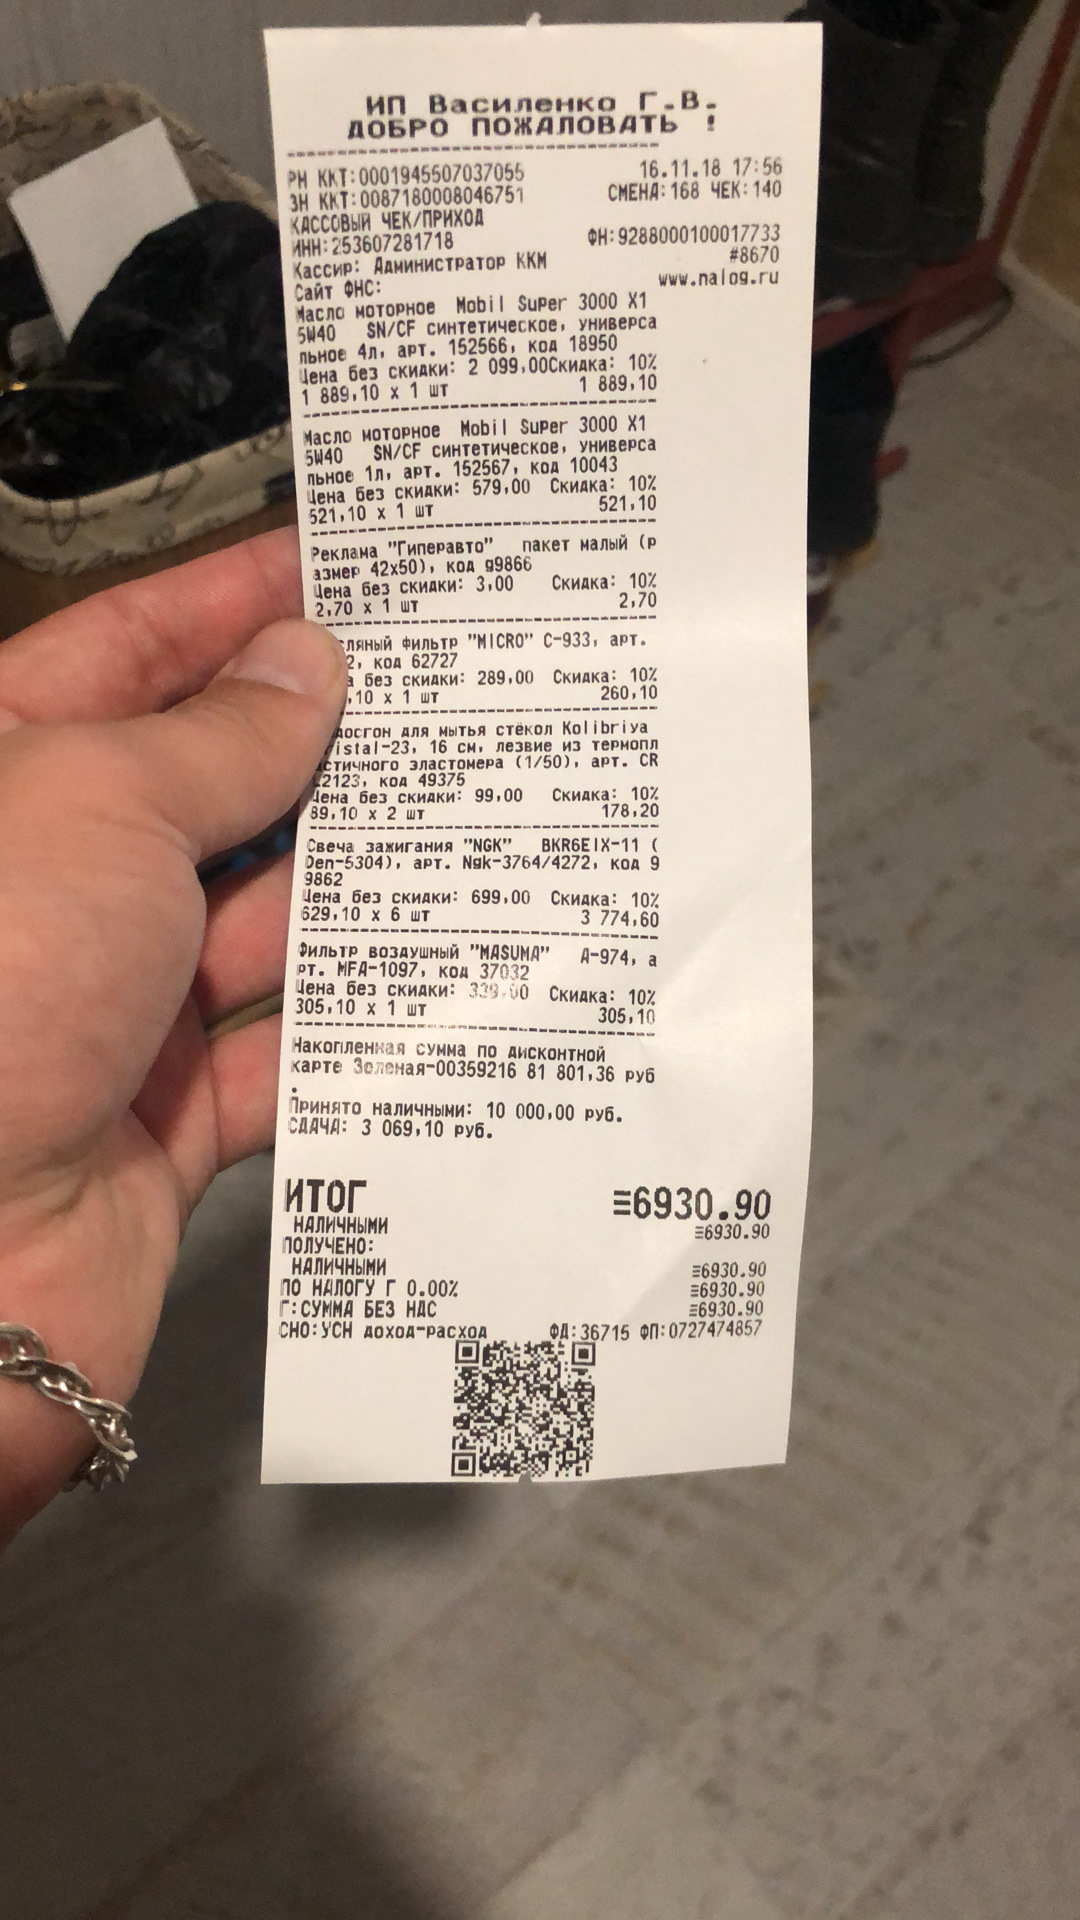 ИП Василенко Г.В.
ДОБРО ПОЖАЛОВАТЬ !
РН ККТ:0001945507037055 16.11.18 17:56
ЗН ККТ:0087180008046751 СМЕНА:168 ЧЕК:140
КАССОВЫЙ ЧЕК/ПРИХОД
ИНН:253607281718 ФН:9288000100017733
Кассир: Администратор ККМ #8670
Сайт ФНС: www.nalog.ru
Масло моторное Mobil Super 3000 X1
5W40 SN/CF синтетическое, универса
льное 4л, арт. 152566, код 18950
Цена без скидки: 2 099,00Скидка: 10%
1 889,10 x 1 шт 1 889,10
Масло моторное Mobil Super 3000 X1
5W40 SN/CF синтетическое, универса
льное 1л, арт. 152567, код 10043
Цена без скидки: 579,00 Скидка: 10%
521,10 x 1 шт 521,10
Реклама "Гиперавто" пакет малый (р
азмер 42x50), код g9866
Цена без скидки: 3,00 Скидка: 10%
2,70 x 1 шт 2,70
сляный фильтр "MICRO" C-933, арт.
2, код 62727
а без скидки: 289,00 Скидка: 10%
,10 x 1 шт 260,10
досгон для мытья стёкол Kolibriya
ristal-23, 16 см, лезвие из термопл
стичного эластомера (1/50), арт. CR
2123, код 49375
Цена без скидки: 99,00 Скидка: 10%
89,10 x 2 шт 178,20
Свеча зажигания "NGK" BKR6EIX-11 (
Den-5304), арт. Ngk-3764/4272, код 9
9862
Цена без скидки: 699,00 Скидка: 10%
629,10 x 6 шт 3 774,60
Фильтр воздушный "MASUMA" A-974, а
рт. MFA-1097, код 37032
Цена без скидки: 339,00 Скидка: 10%
305,10 x 1 шт 305,10
Накопленная сумма по дисконтной
карте Зеленая-00359216 81 801,36 руб
.
Принято наличными: 10 000,00 руб.
СДАЧА: 3 069,10 руб.
ИТОГ ≡6930.90
НАЛИЧНЫМИ ≡6930.90
ПОЛУЧЕНО:
НАЛИЧНЫМИ ≡6930.90
ПО НАЛОГУ Г 0.00% ≡6930.90
Г:СУММА БЕЗ НДС ≡6930.90
СНО:УСН доход-расход ФД:36715 ФП:0727474857